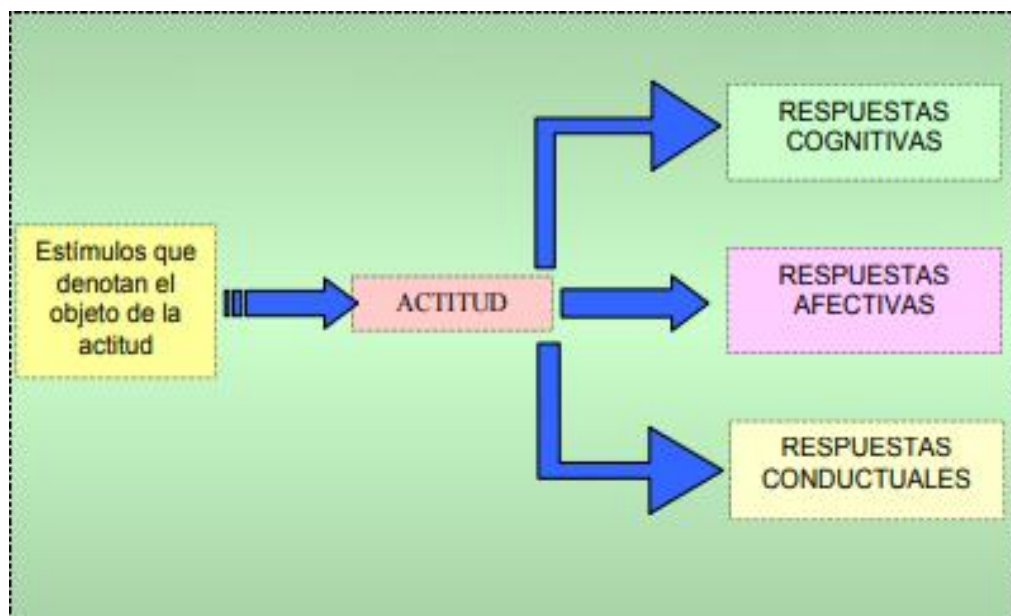 Estímulos que
denotan el
objeto de la
actitud
ACTITUD
RESPUESTAS
COGNITIVAS
RESPUESTAS
AFECTIVAS
RESPUESTAS
CONDUCTUALES